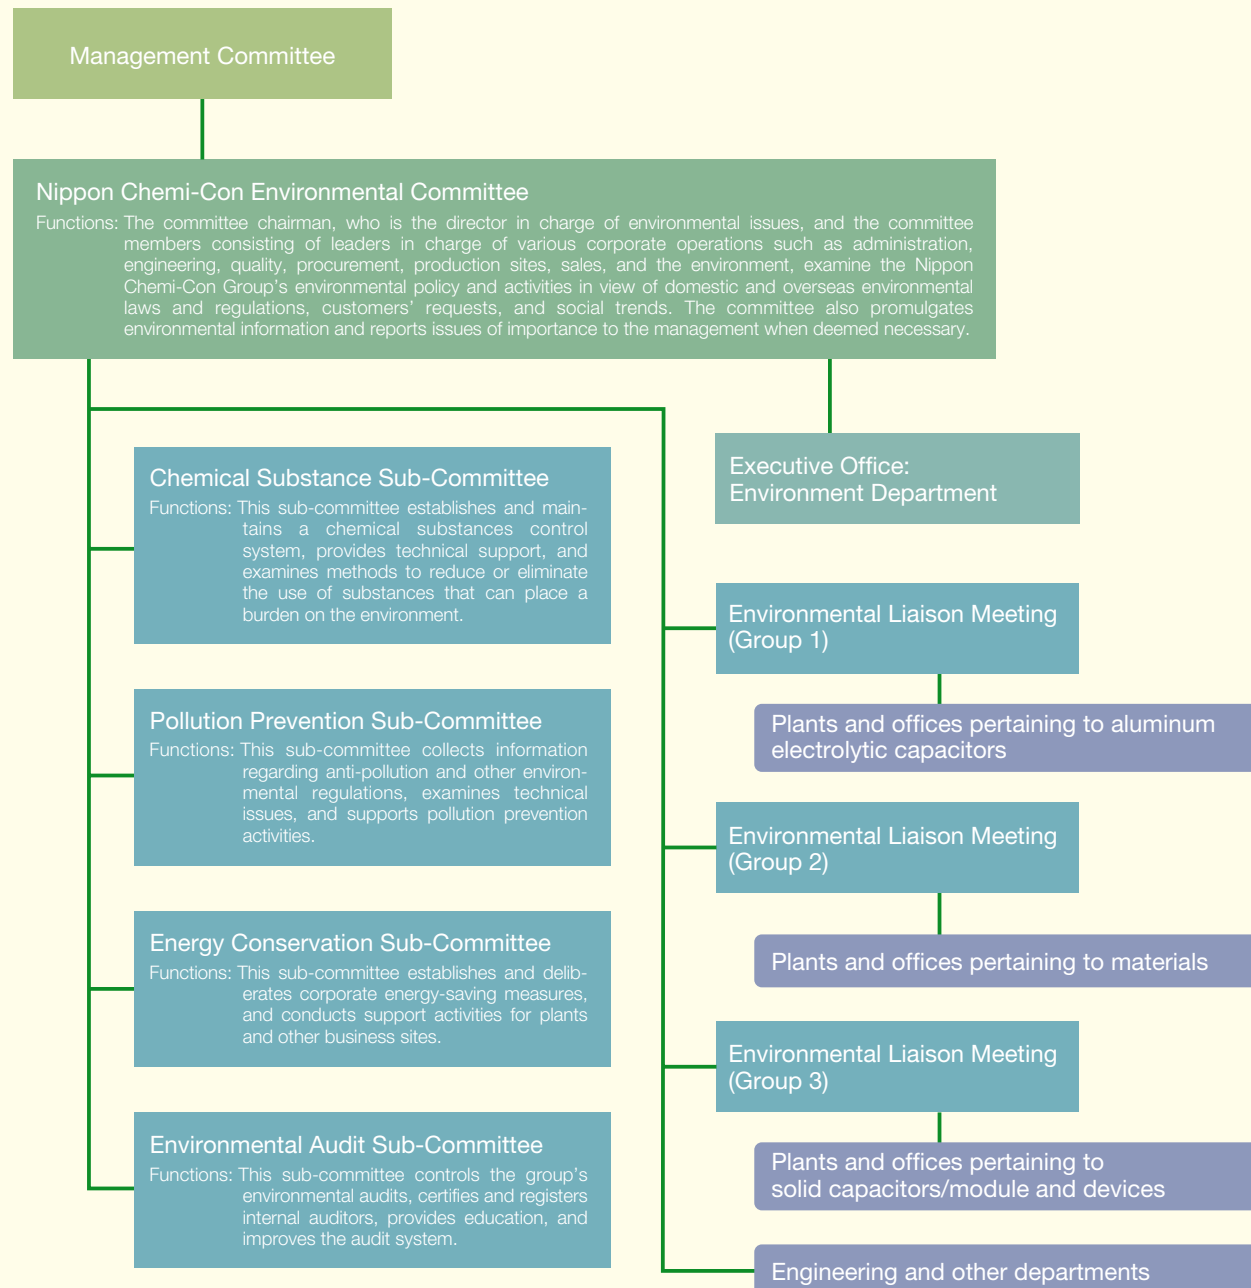 Management Committee
Nippon Chemi-Con Environmental Committee
Functions: The committee chairman, who is the director in charge of environmental issues, and the committee
members consisting of leaders in charge of various corporate operations such as administration,
engineering, quality, procurement, production sites, sales, and the environment, examine the Nippon
Chemi-Con Group's environmental policy and activities in view of domestic and overseas environmental
laws and regulations, customers' requests, and social trends. The committee also promulgates
environmental information and reports issues of importance to the management when deemed necessary.
Chemical Substance Sub-Committee
Functions: This sub-committee establishes and main-
tains a chemical substances control
system, provides technical support, and
examines methods to reduce or eliminate
the use of substances that can place a
burden on the environment.
Pollution Prevention Sub-Committee
Functions: This sub-committee collects information
regarding anti-pollution and other environ-
mental regulations, examines technical
issues, and supports pollution prevention
activities.
Energy Conservation Sub-Committee
Functions: This sub-committee establishes and delib-
erates corporate energy-saving measures,
and conducts support activities for plants
and other business sites.
Environmental Audit Sub-Committee
Functions: This sub-committee controls the group's
environmental audits, certifies and registers
internal auditors, provides education, and
improves the audit system.
Executive Office:
Environment Department
Environmental Liaison Meeting
(Group 1)
Plants and offices pertaining to aluminum
electrolytic capacitors
Environmental Liaison Meeting
(Group 2)
Plants and offices pertaining to materials
Environmental Liaison Meeting
(Group 3)
Plants and offices pertaining to
solid capacitors/module and devices
Engineering and other departments